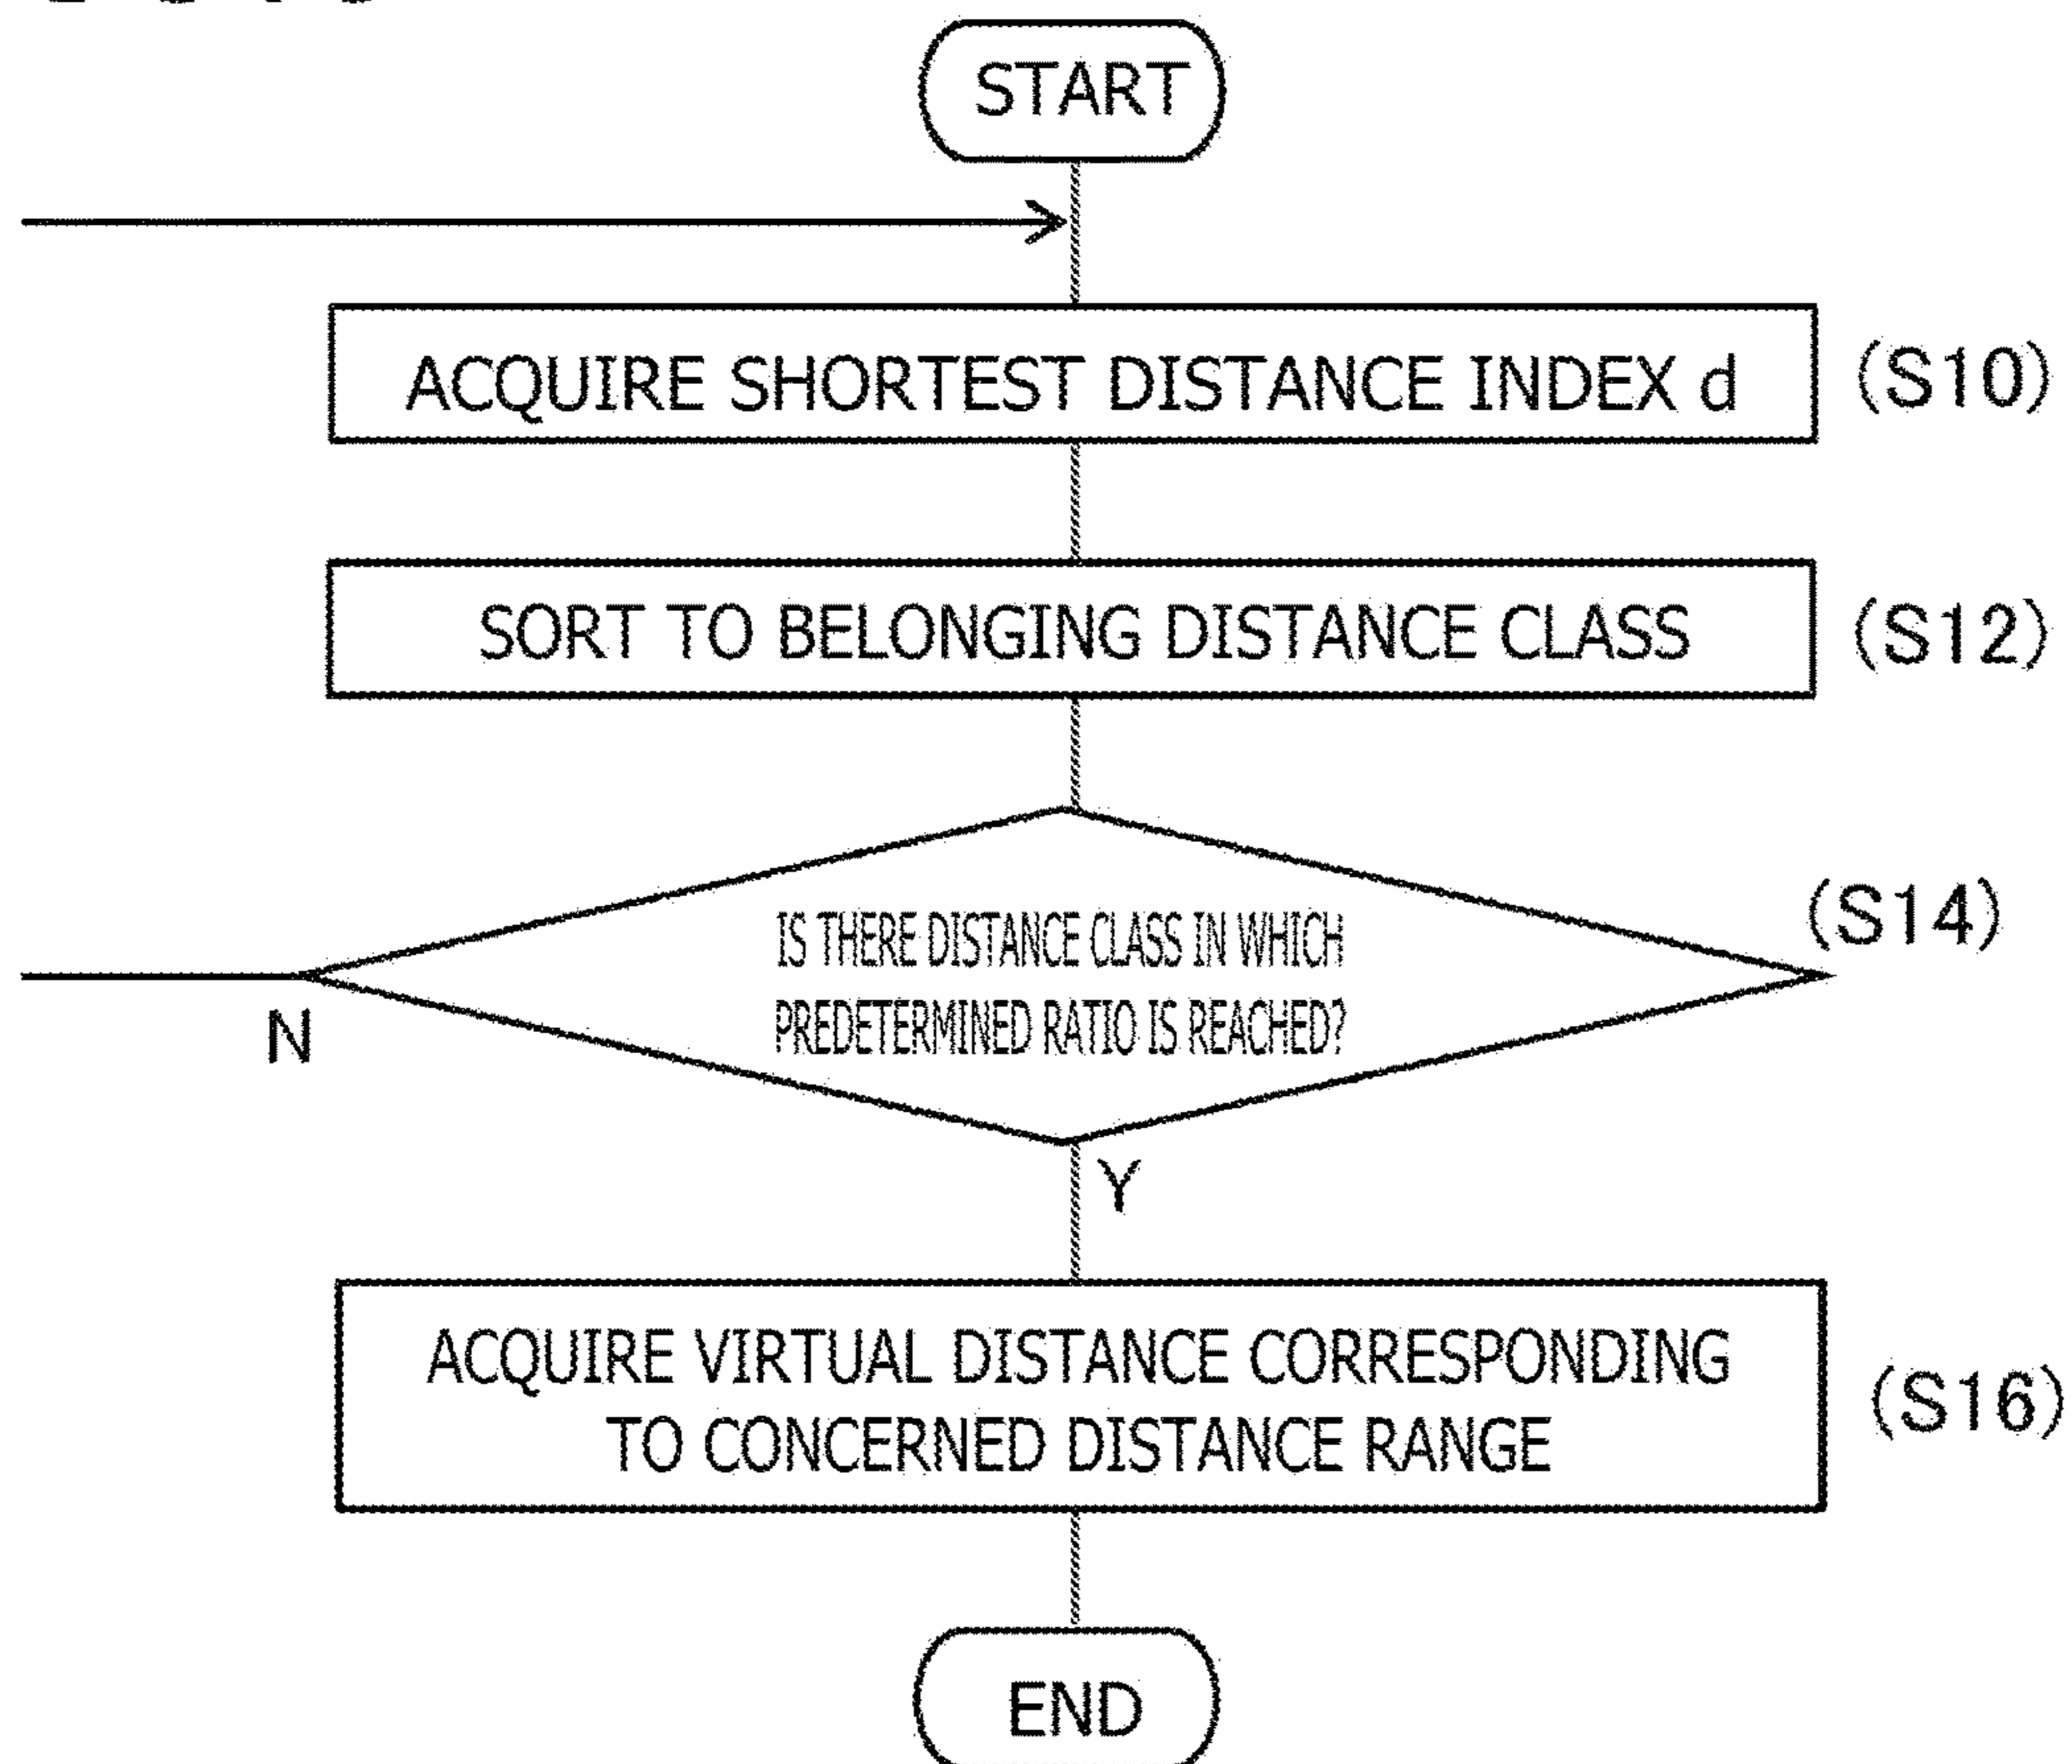 START
ACQUIRE SHORTEST DISTANCE INDEX d (S10)
SORT TO BELONGING DISTANCE CLASS (S12)
(S14)
IS THERE DISTANCE CLASS IN WHICH
PREDETERMINED RATIO IS REACHED?
N
Y
ACQUIRE VIRTUAL DISTANCE CORRESPONDING
TO CONCERNED DISTANCE RANGE
(S16)
END